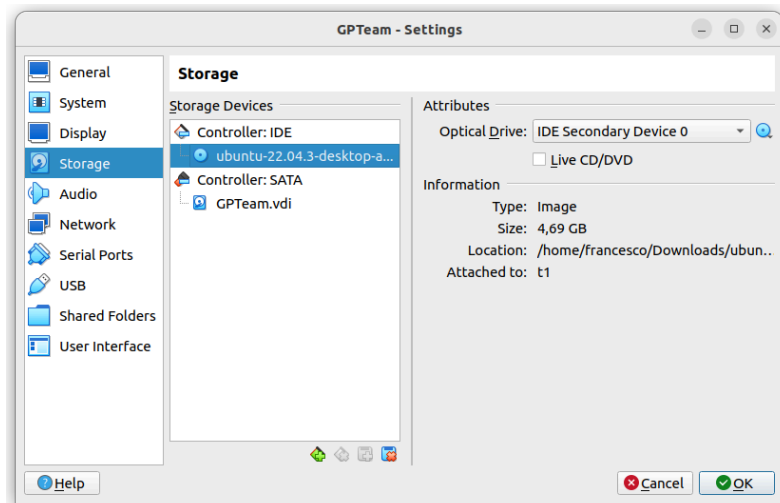 GPTeam - Settings
General
System
Display
Storage
Audio
Network
Serial Ports
USB
Shared Folders
User Interface
Storage
Storage Devices
Controller: IDE
ubuntu-22.04.3-desktop-a...
Controller: SATA
GPTeam.vdi
Attributes
Optical Drive: IDE Secondary Device 0
Live CD/DVD
Information
Type: Image
Size: 4,69 GB
Location: /home/francesco/Downloads/ubun...
Attached to: t1
Help
Cancel
OK